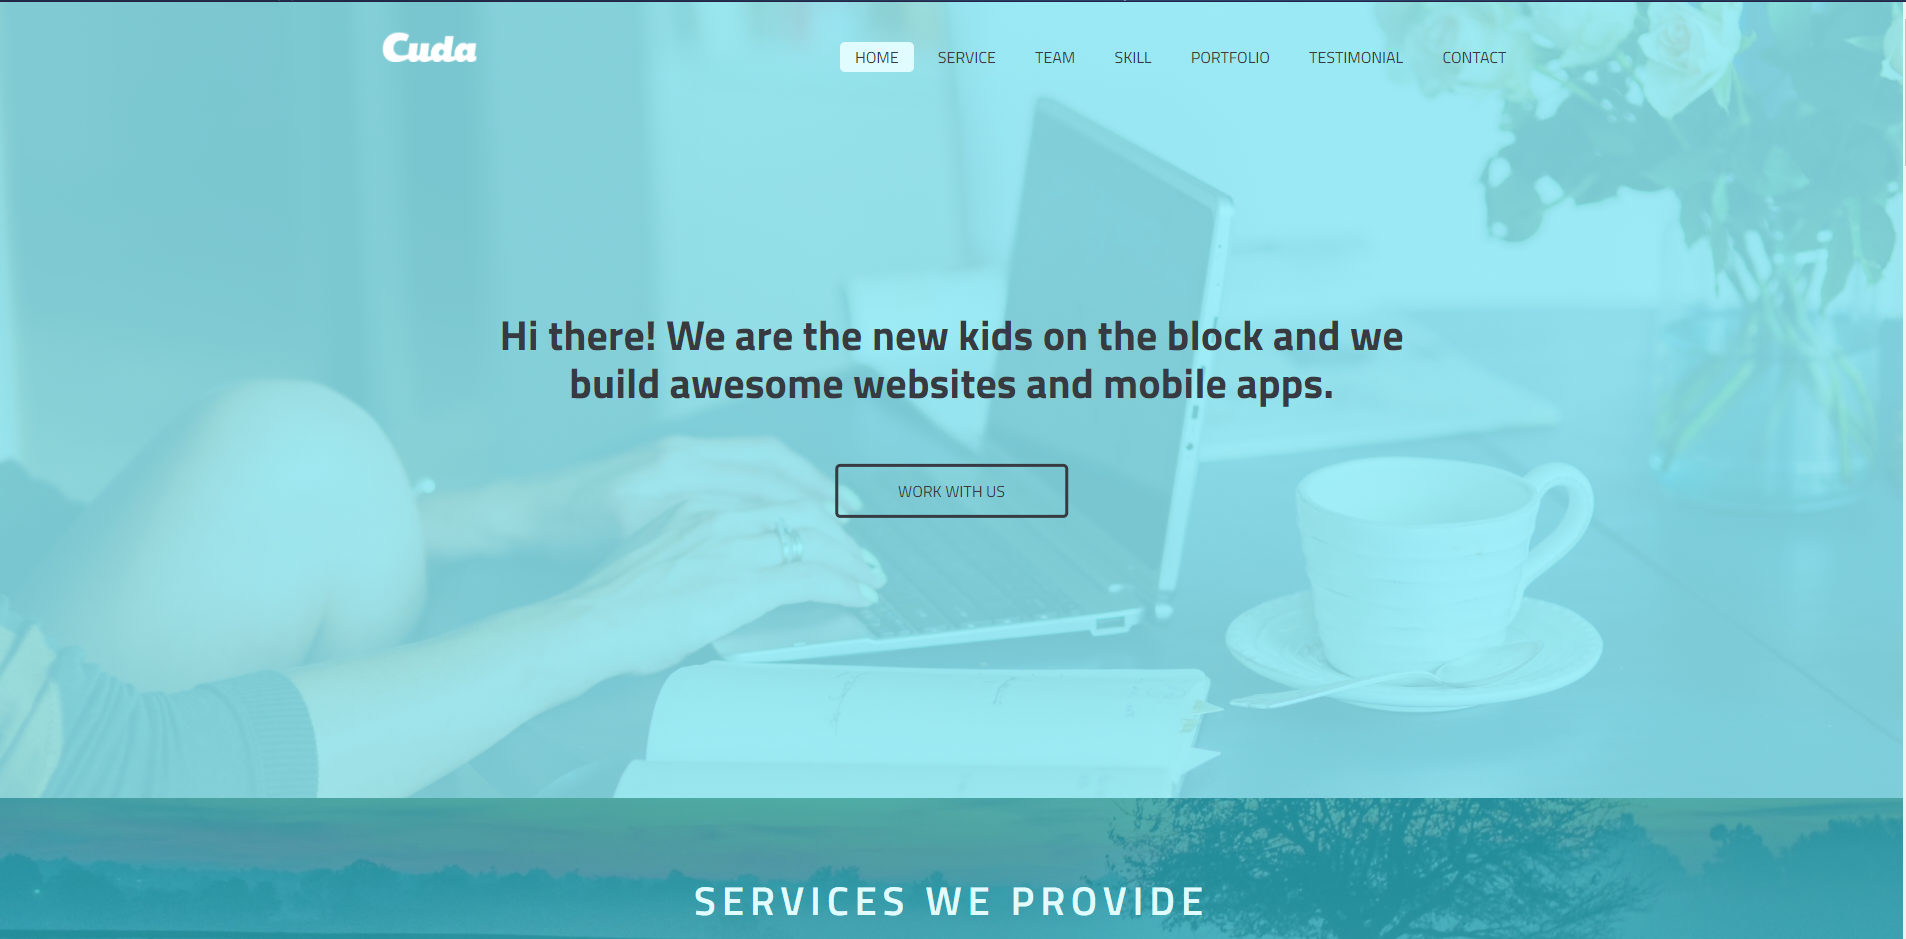 Cuda
HOME SERVICE TEAM SKILL PORTFOLIO TESTIMONIAL CONTACT
Hi there! We are the new kids on the block and we
build awesome websites and mobile apps.
WORK WITH US
SERVICES WE PROVIDE